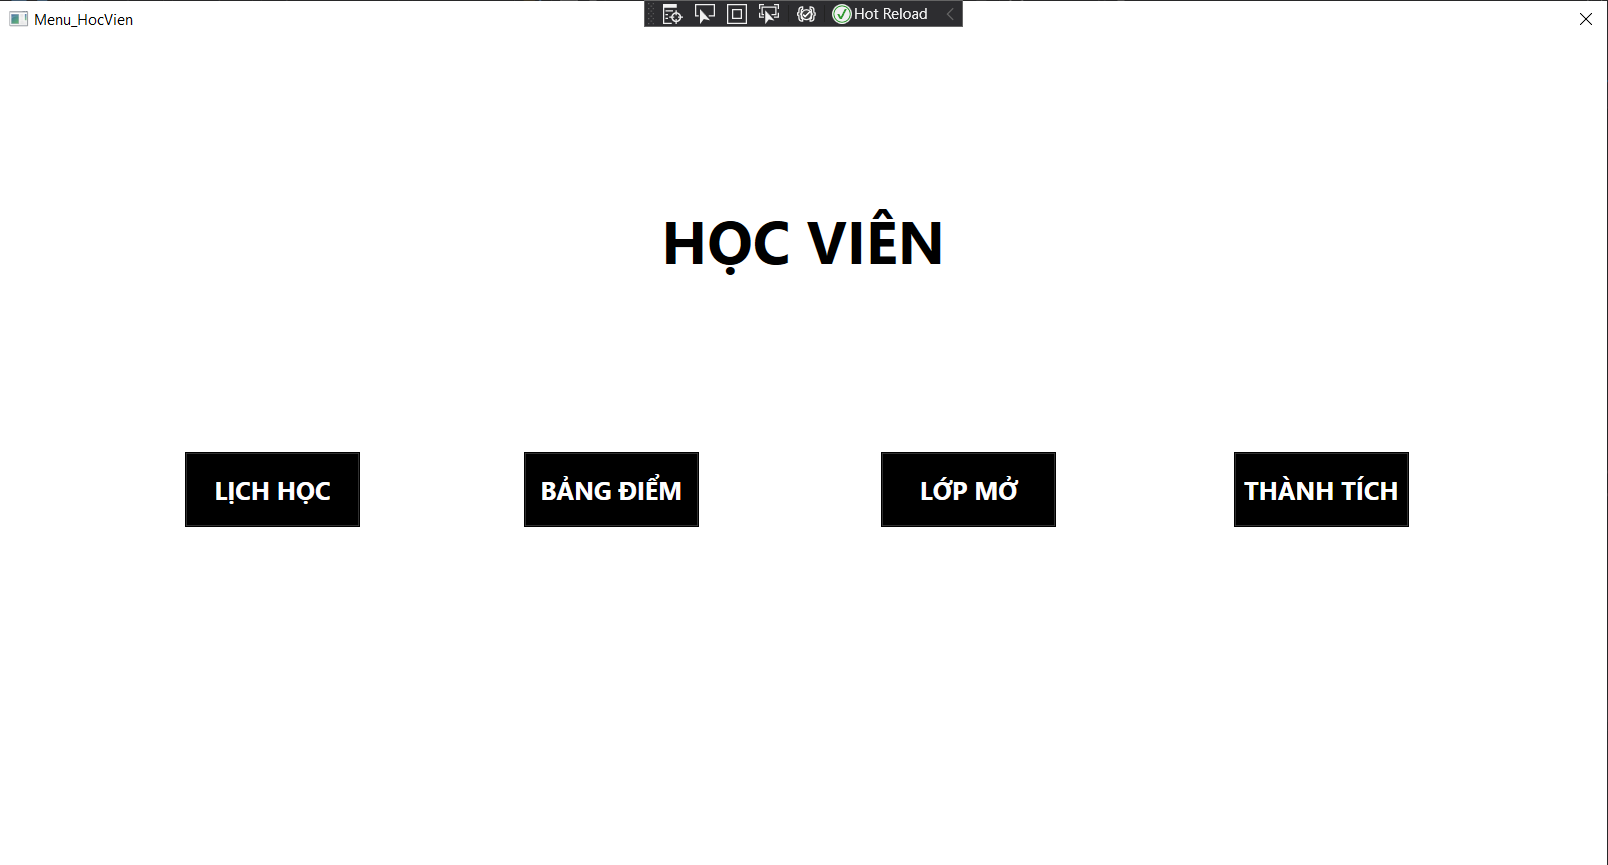 Menu_HocVien
Hot Reload
HỌC VIÊN
LỊCH HỌC
BẢNG ĐIỂM
LỚP MỞ
THÀNH TÍCH